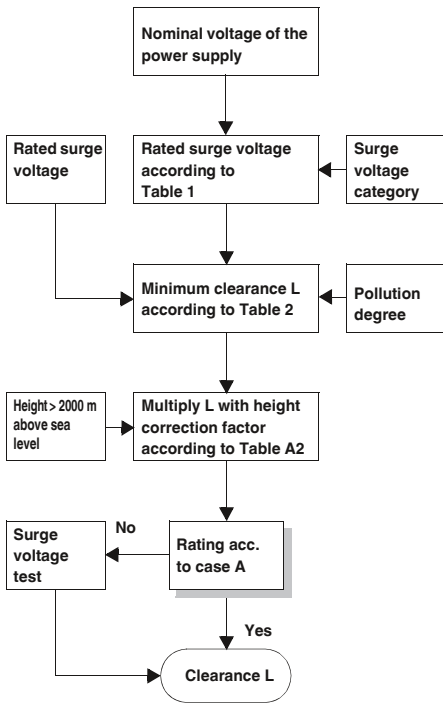 Nominal voltage of the
power supply
Rated surge
voltage
Rated surge voltage
according to
Table 1
Surge
voltage
category
Minimum clearance L
according to Table 2
Pollution
degree
Height > 2000 m
above sea
level
Multiply L with height
correction factor
according to Table A2
Surge
voltage
test
No
Rating acc.
to case A
Yes
Clearance L